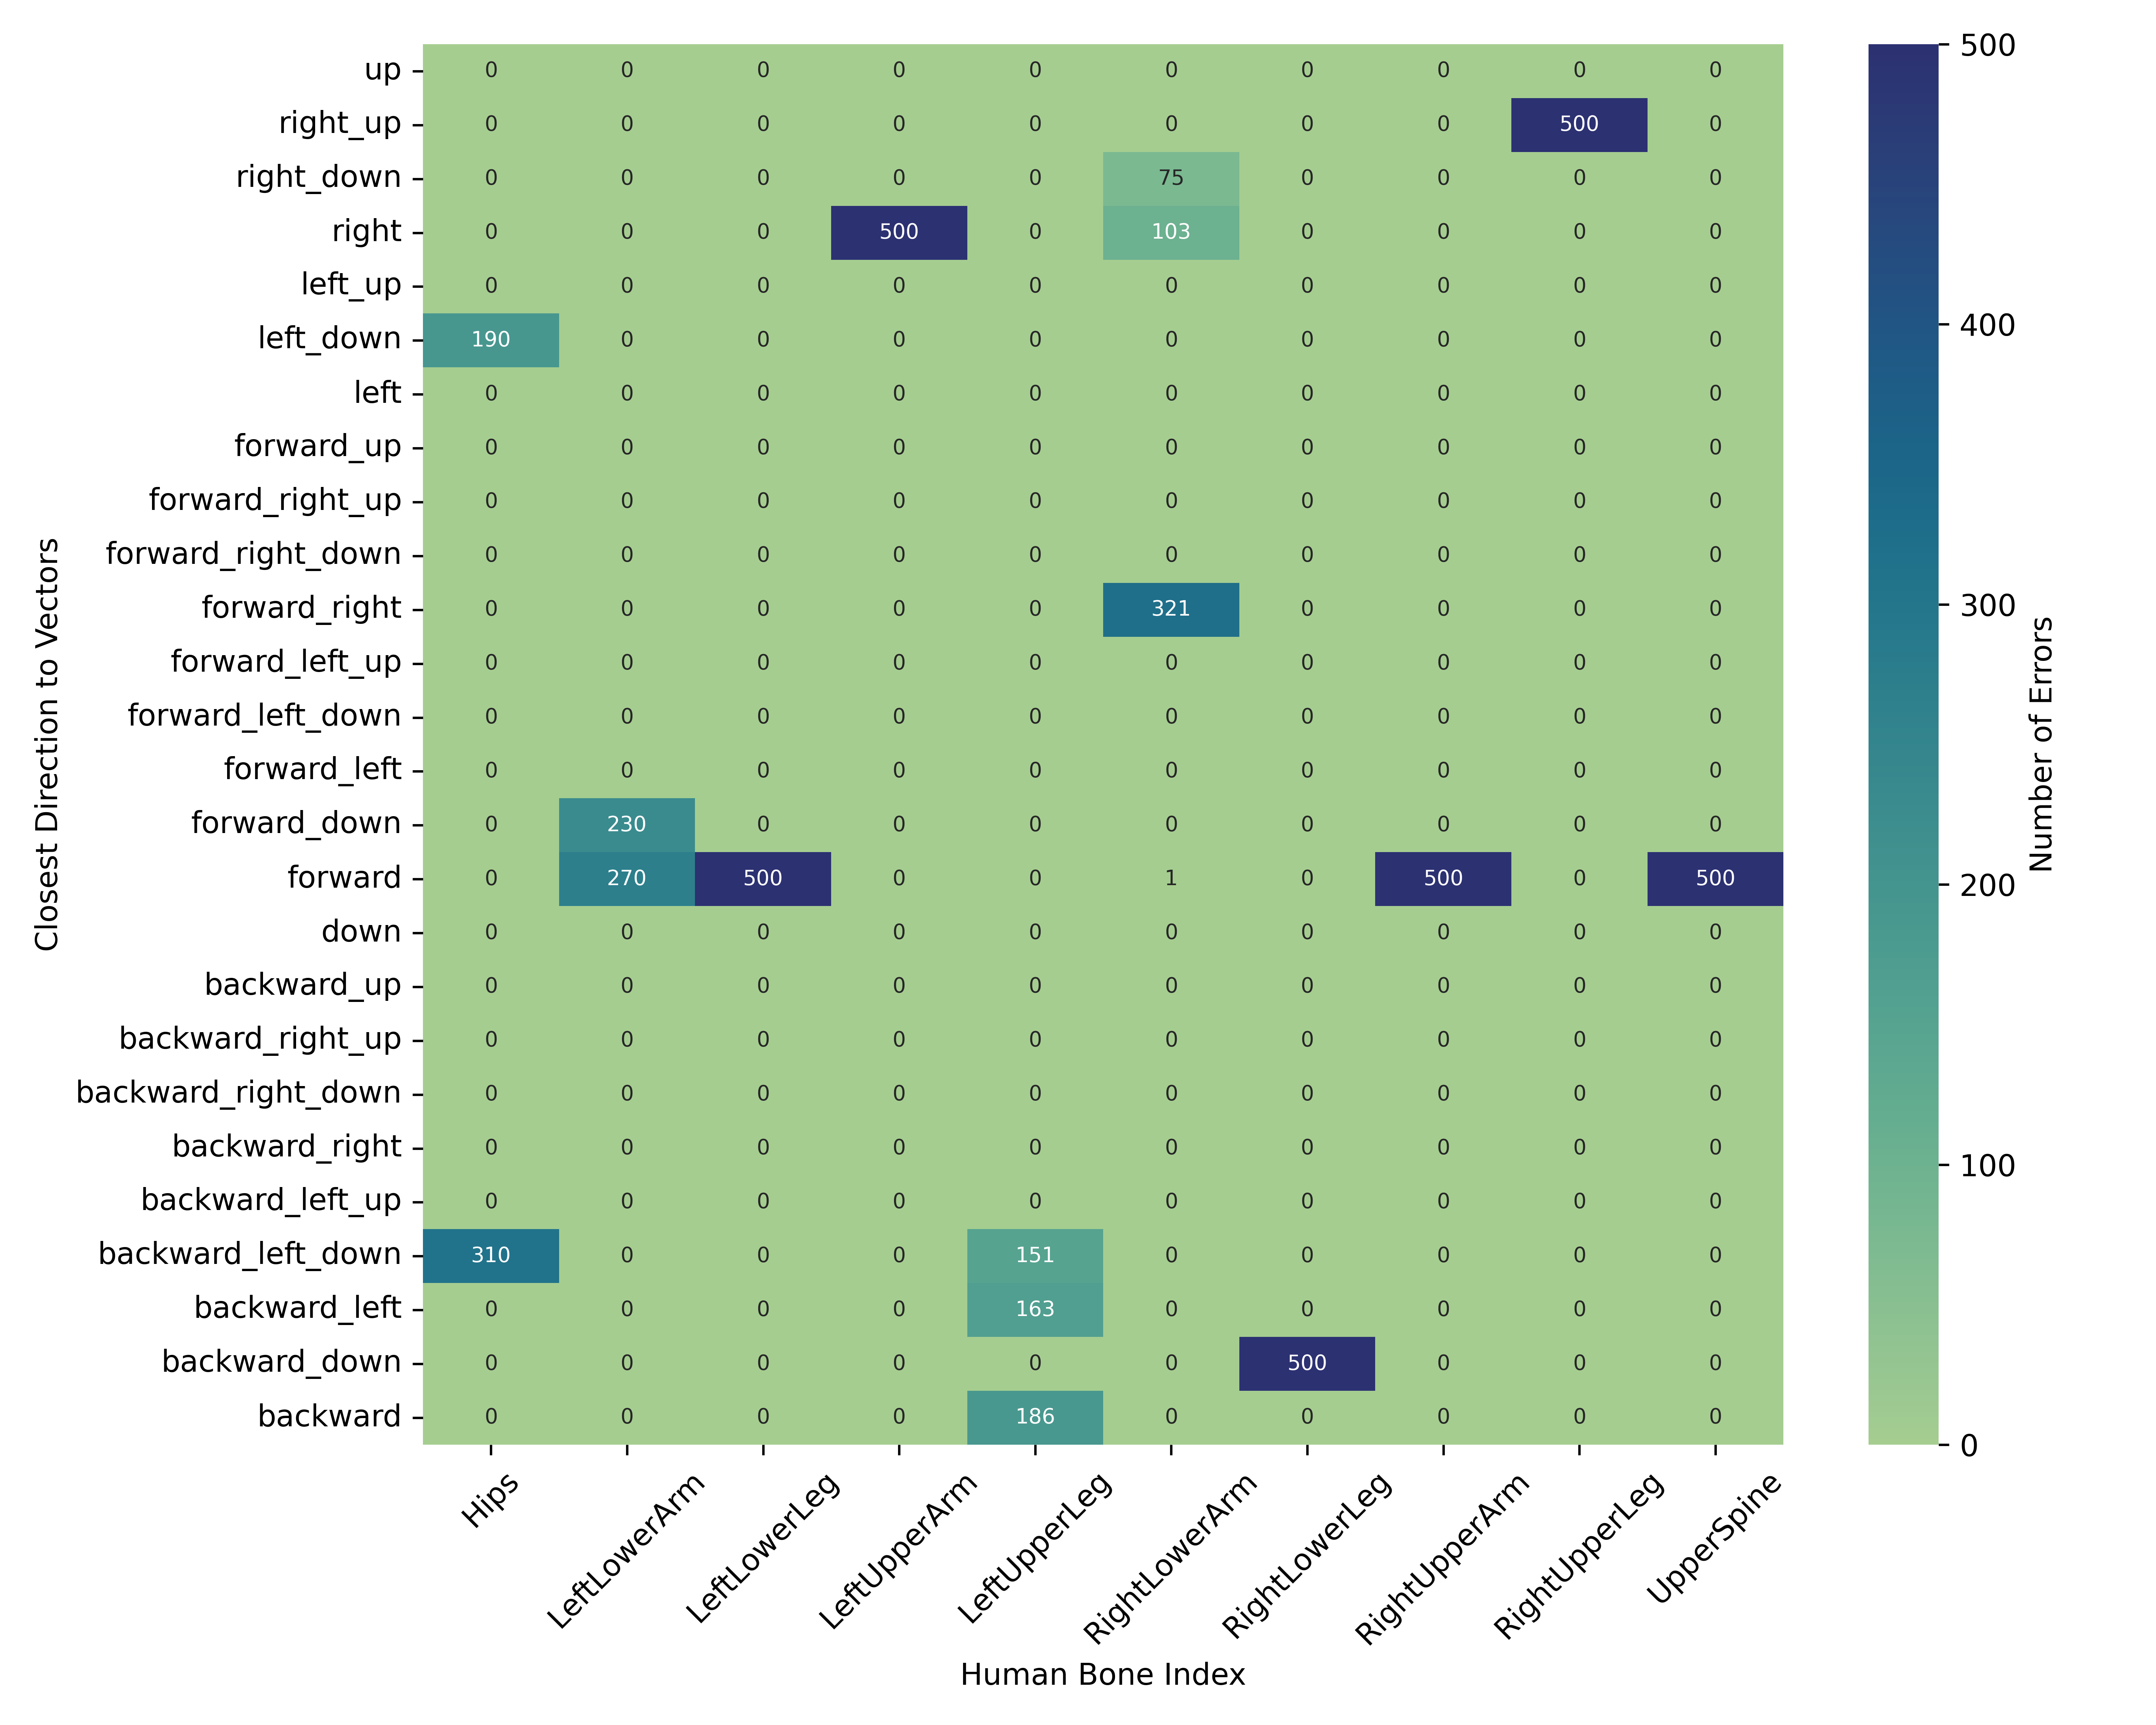 up 0 0 0 0 0 0 0 0 0 0
right_up 0 0 0 0 0 0 0 0 500 0
right_down 0 0 0 0 0 75 0 0 0 0
right 0 0 0 500 0 103 0 0 0 0
left_up 0 0 0 0 0 0 0 0 0 0
left_down 190 0 0 0 0 0 0 0 0 0
left 0 0 0 0 0 0 0 0 0 0
forward_up 0 0 0 0 0 0 0 0 0 0
forward_right_up 0 0 0 0 0 0 0 0 0 0
forward_right_down 0 0 0 0 0 0 0 0 0 0
forward_right 0 0 0 0 0 321 0 0 0 0
forward_left_up 0 0 0 0 0 0 0 0 0 0
forward_left_down 0 0 0 0 0 0 0 0 0 0
forward_left 0 0 0 0 0 0 0 0 0 0
forward_down 0 230 0 0 0 0 0 0 0 0
forward 0 270 500 0 0 1 0 500 0 500
down 0 0 0 0 0 0 0 0 0 0
backward_up 0 0 0 0 0 0 0 0 0 0
backward_right_up 0 0 0 0 0 0 0 0 0 0
backward_right_down 0 0 0 0 0 0 0 0 0 0
backward_right 0 0 0 0 0 0 0 0 0 0
backward_left_up 0 0 0 0 0 0 0 0 0 0
backward_left_down 310 0 0 0 151 0 0 0 0 0
backward_left 0 0 0 0 163 0 0 0 0 0
backward_down 0 0 0 0 0 0 500 0 0 0
backward 0 0 0 0 186 0 0 0 0 0
Hips LeftLowerArm LeftLowerLeg LeftUpperArm LeftUpperLeg RightLowerArm RightLowerLeg RightUpperArm RightUpperLeg UpperSpine
Human Bone Index
Closest Direction to Vectors
500
400
300
200
100
0
Number of Errors